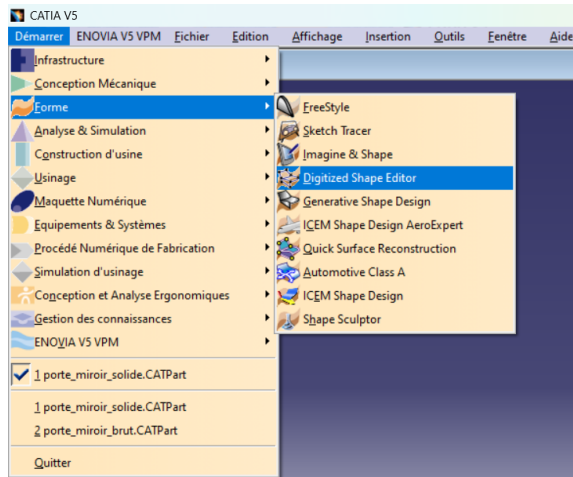 CATIA V5
Démarrer ENOVIA V5 VPM Fichier Edition Affichage Insertion Outils Fenêtre Aide
Infrastructure
Conception Mécanique
Forme
Analyse & Simulation
Construction d'usine
Usinage
Maquette Numérique
Equipements & Systèmes
Procédé Numérique de Fabrication
Simulation d'usinage
Conception et Analyse Ergonomiques
Gestion des connaissances
ENOVIA V5 VPM
1 porte_miroir_solide.CATPart
1 porte_miroir_solide.CATPart
2 porte_miroir_brut.CATPart
Quitter
FreeStyle
Sketch Tracer
Imagine & Shape
Digitized Shape Editor
Generative Shape Design
ICEM Shape Design AeroExpert
Quick Surface Reconstruction
Automotive Class A
ICEM Shape Design
Shape Sculptor